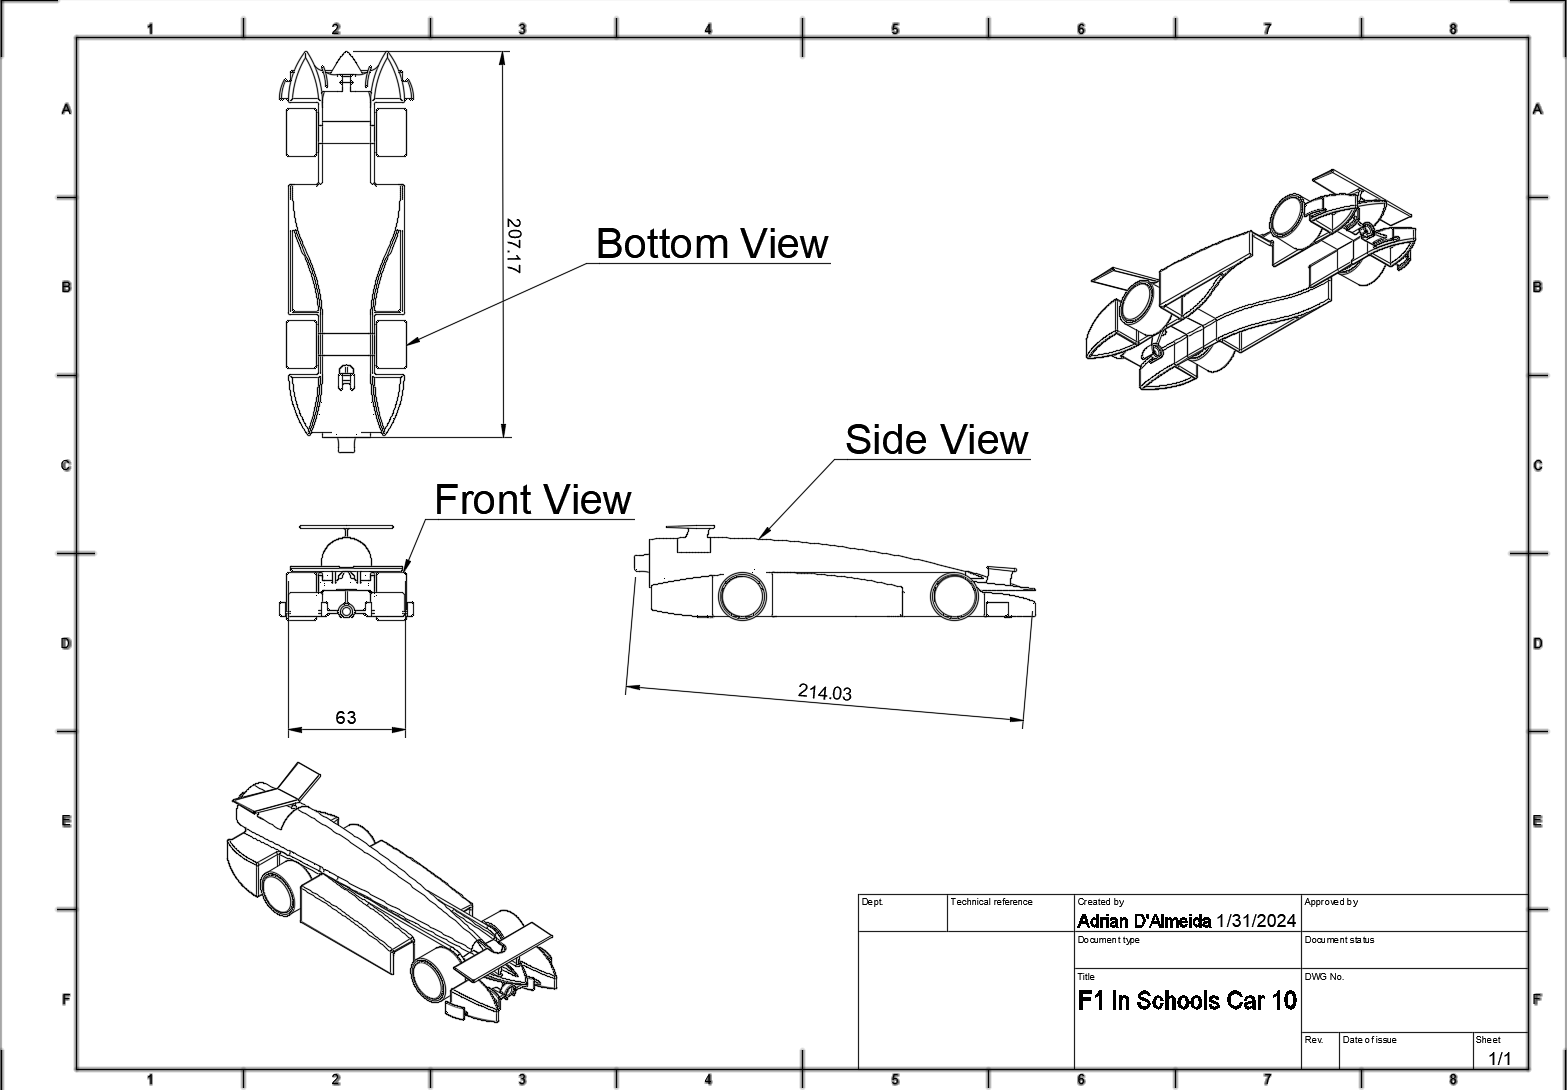 1 2 3 4 5 6 7 8
A A
207.17
Bottom View
B B
Side View
C C
Front View
D D
214.03
63
E E
Dept. Technical reference Created by Approved by
Adrian D'Almeida 1/31/2024
Document type Document status
Title DWG No.
F1 In Schools Car 10
F F
Rev. Date of issue Sheet
1/1
1 2 3 4 5 6 7 8